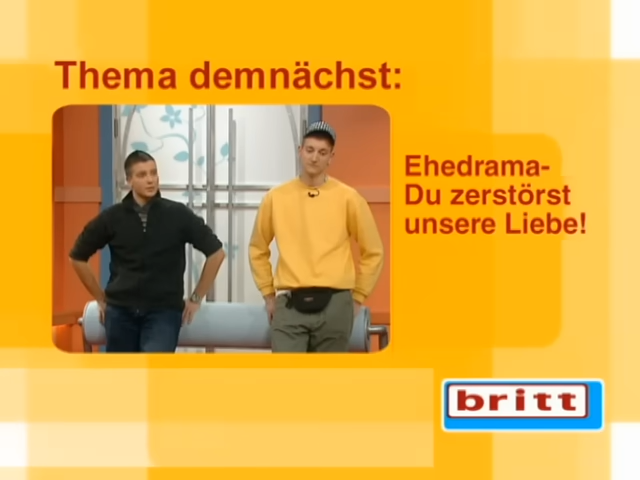 Thema demnächst:
Ehedrama-
Du zerstörst
unsere Liebe!
britt